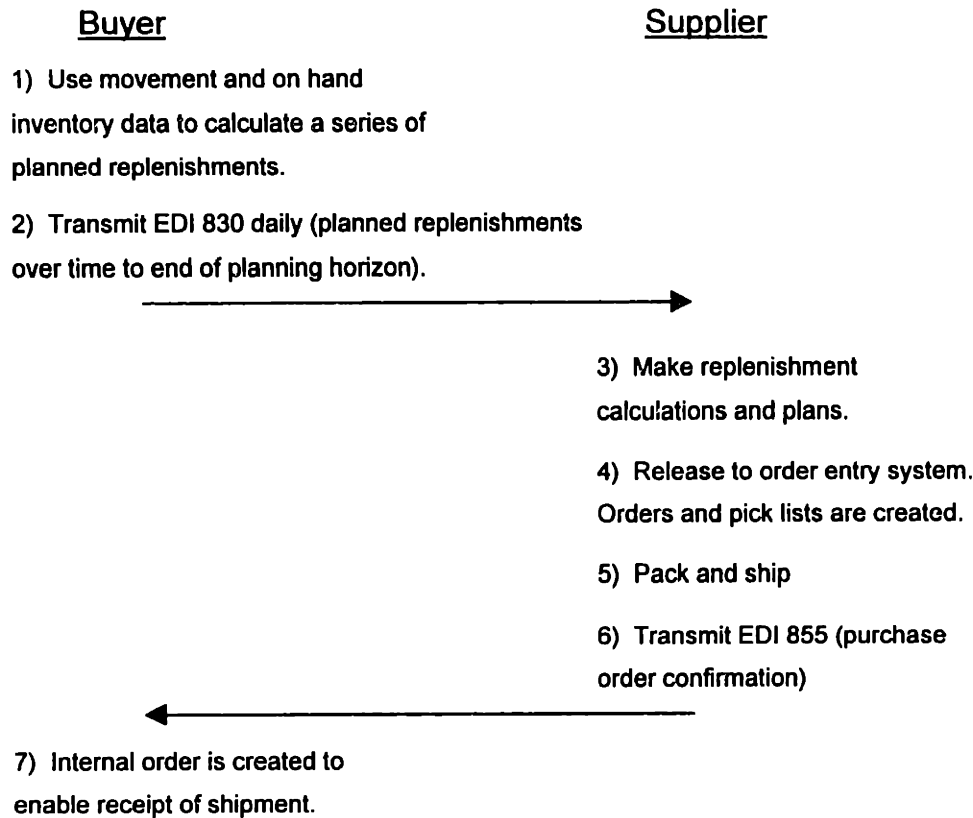 Buyer
Supplier
1) Use movement and on hand
inventory data to calculate a series of
planned replenishments.
2) Transmit EDI 830 daily (planned replenishments
over time to end of planning horizon).
3) Make replenishment
calculations and plans.
4) Release to order entry system.
Orders and pick lists are created.
5) Pack and ship
6) Transmit EDI 855 (purchase
order confirmation)
7) Internal order is created to
enable receipt of shipment.